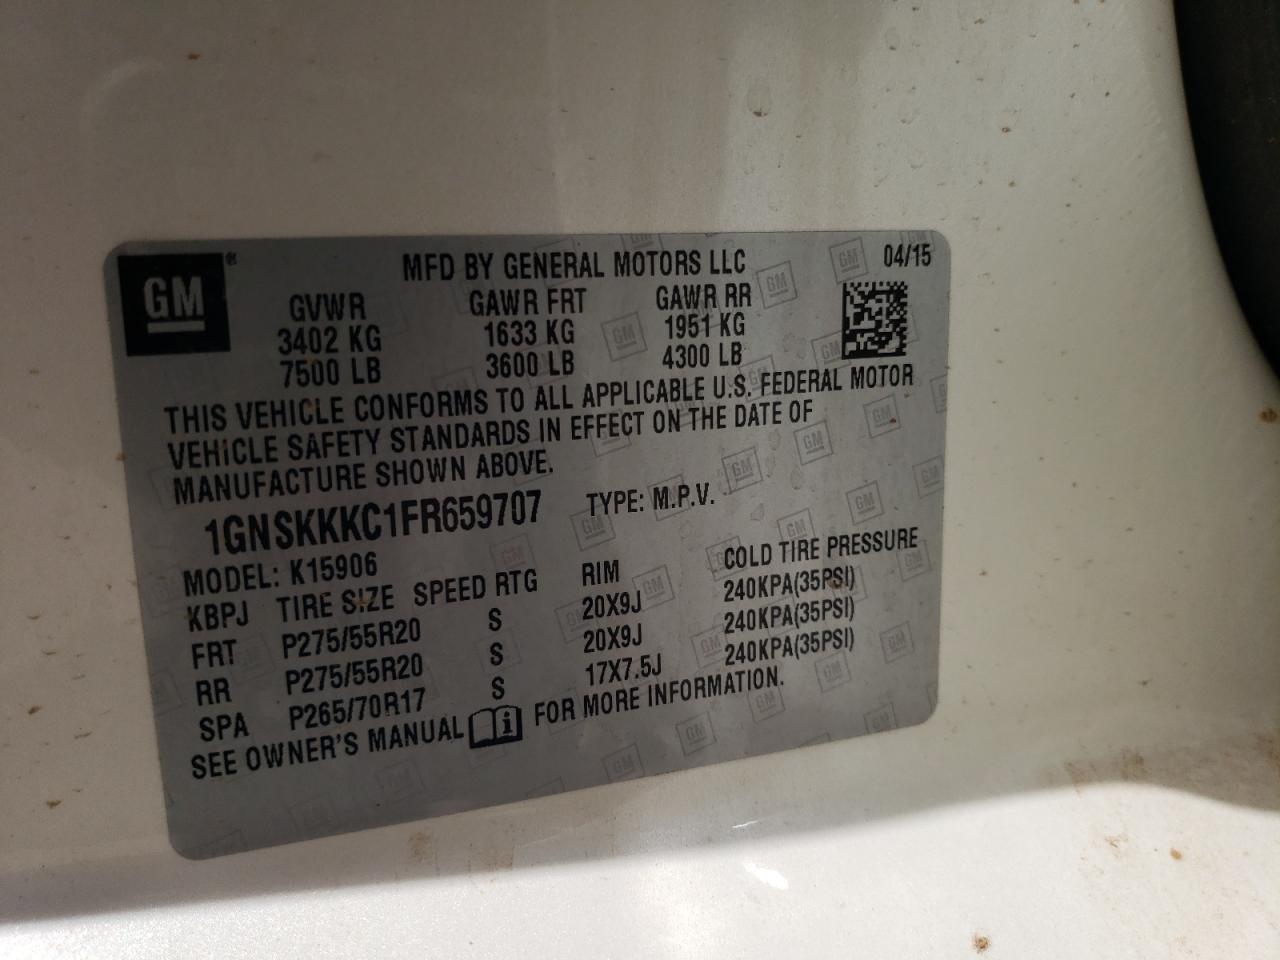 GM®
MFD BY GENERAL MOTORS LLC 04/15
GVWR GAWR FRT GAWR RR
3402 KG 1633 KG 1951 KG
7500 LB 3600 LB 4300 LB
THIS VEHICLE CONFORMS TO ALL APPLICABLE U.S. FEDERAL MOTOR
VEHICLE SAFETY STANDARDS IN EFFECT ON THE DATE OF
MANUFACTURE SHOWN ABOVE.
1GNSKKKC1FR659707 TYPE: M.P.V.
MODEL: K15906
KBPJ TIRE SIZE SPEED RTG RIM COLD TIRE PRESSURE
FRT P275/55R20 S 20X9J 240KPA(35PSI)
RR P275/55R20 S 20X9J 240KPA(35PSI)
SPA P265/70R17 S 17X7.5J 240KPA(35PSI)
SEE OWNER'S MANUAL FOR MORE INFORMATION.